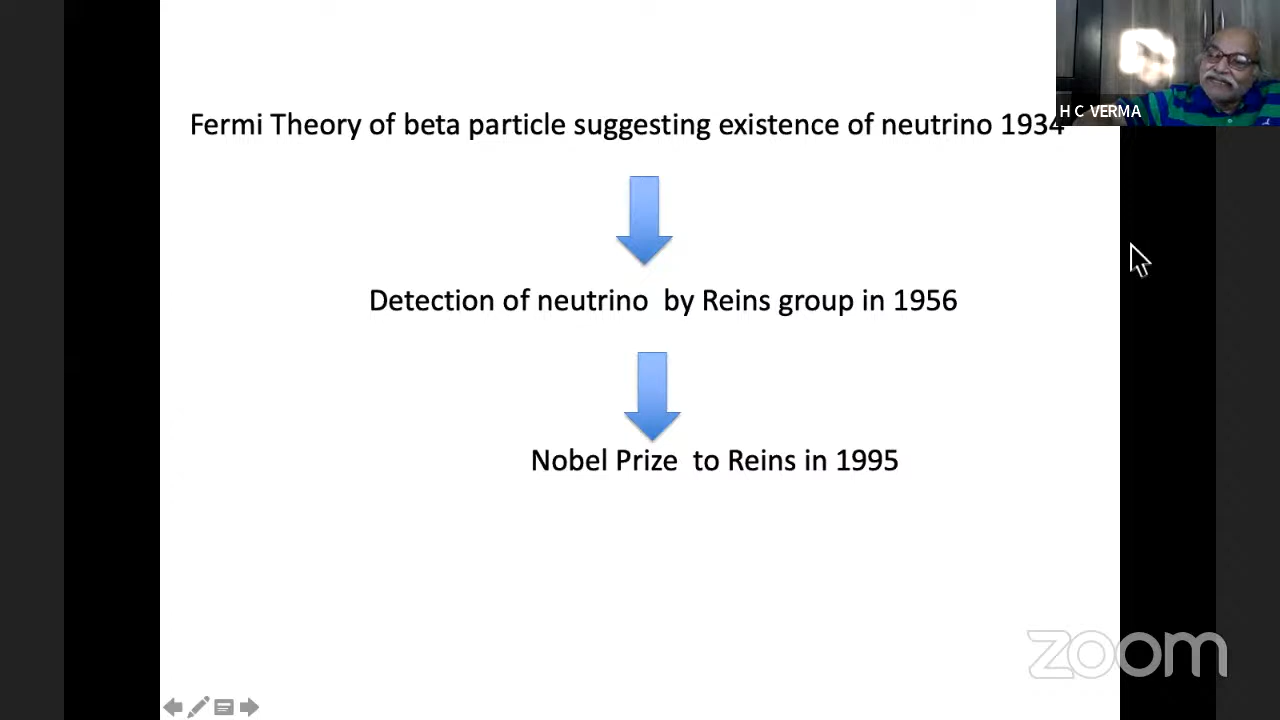 Fermi Theory of beta particle suggesting existence of neutrino 1934
H C VERMA
Detection of neutrino by Reins group in 1956
Nobel Prize to Reins in 1995
zoom